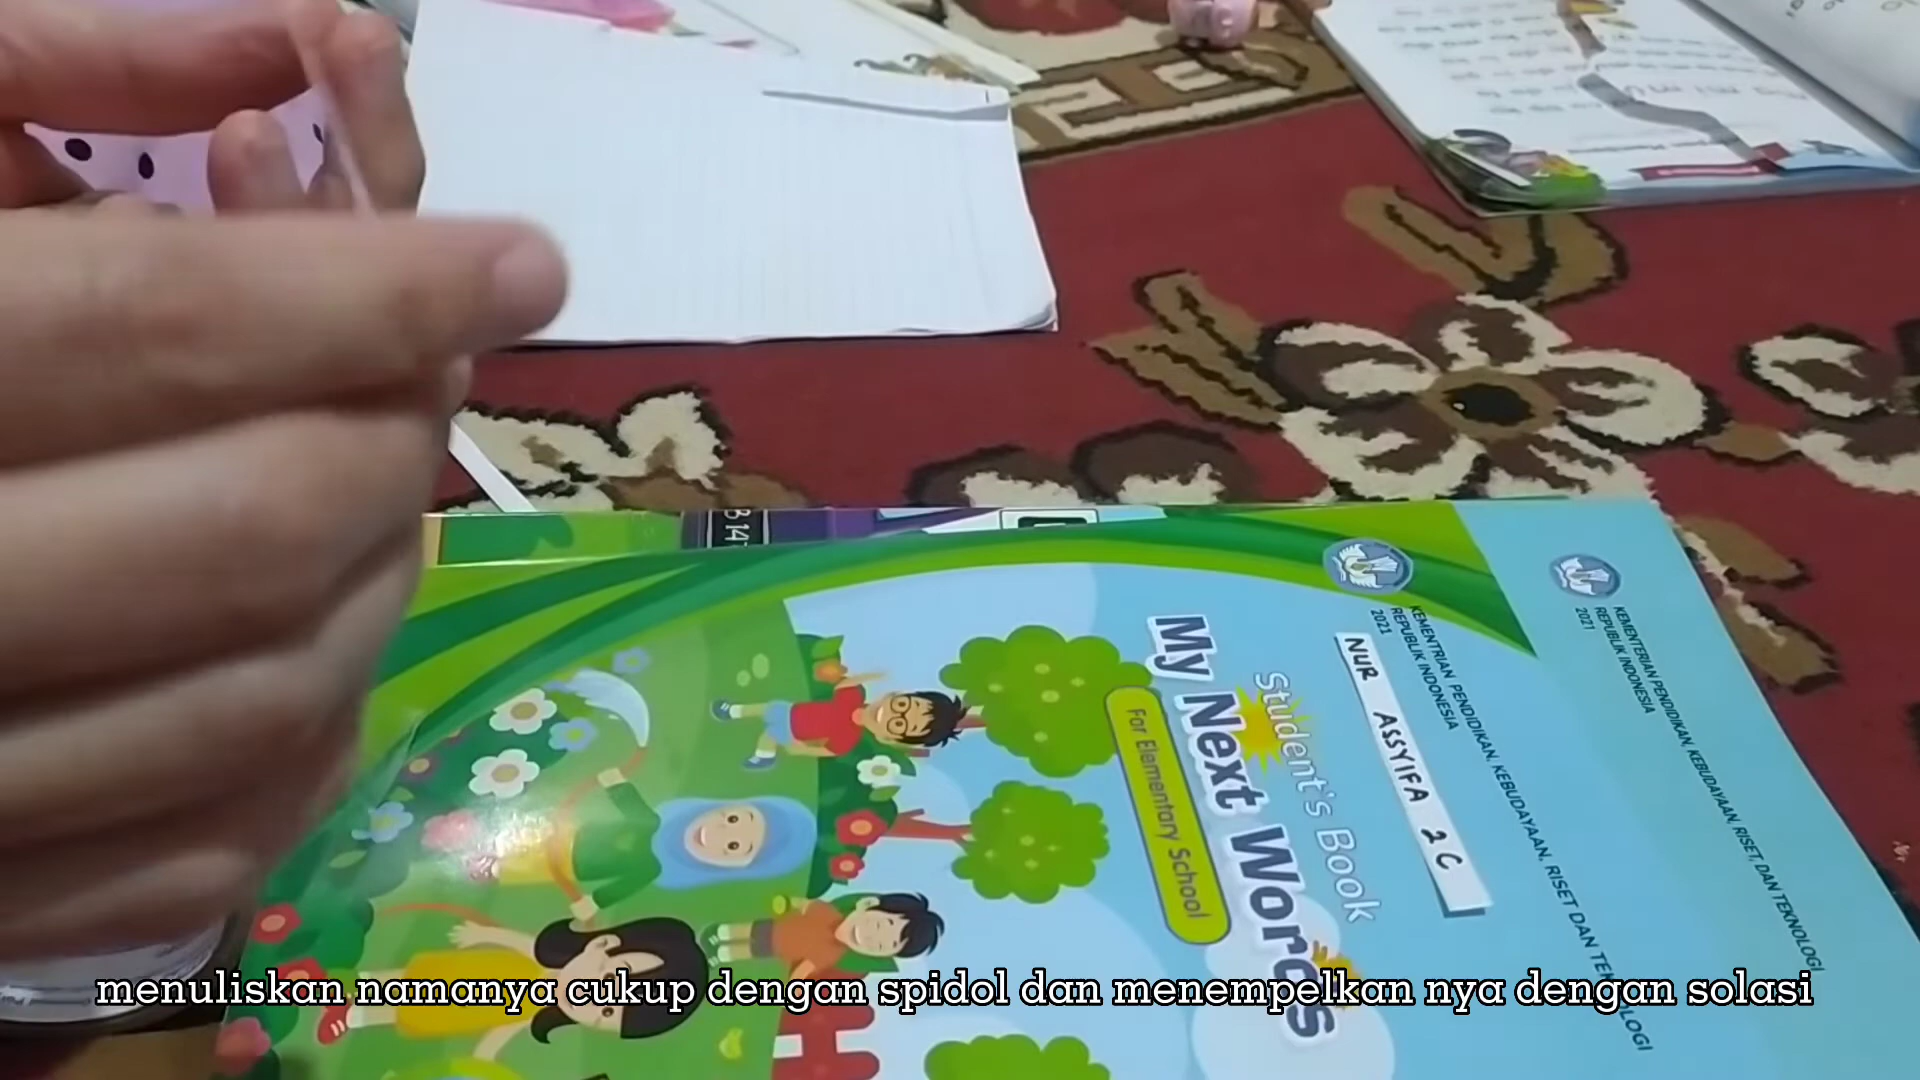 B 147
KEMENTERIAN PENDIDIKAN, KEBUDAYAAN, RISET, DAN TEKNOLOGI
REPUBLIK INDONESIA
2021
KEMENTRIAN PENDIDIKAN, KEBUDAYAAN, RISET DAN TEKNOLOGI
REPUBLIK INDONESIA
2021
NUR ASSYIFA 2C
Student's Book
My Next Words
For Elementary School
menuliskan namanya cukup dengan spidol dan menempelkan nya dengan solasi